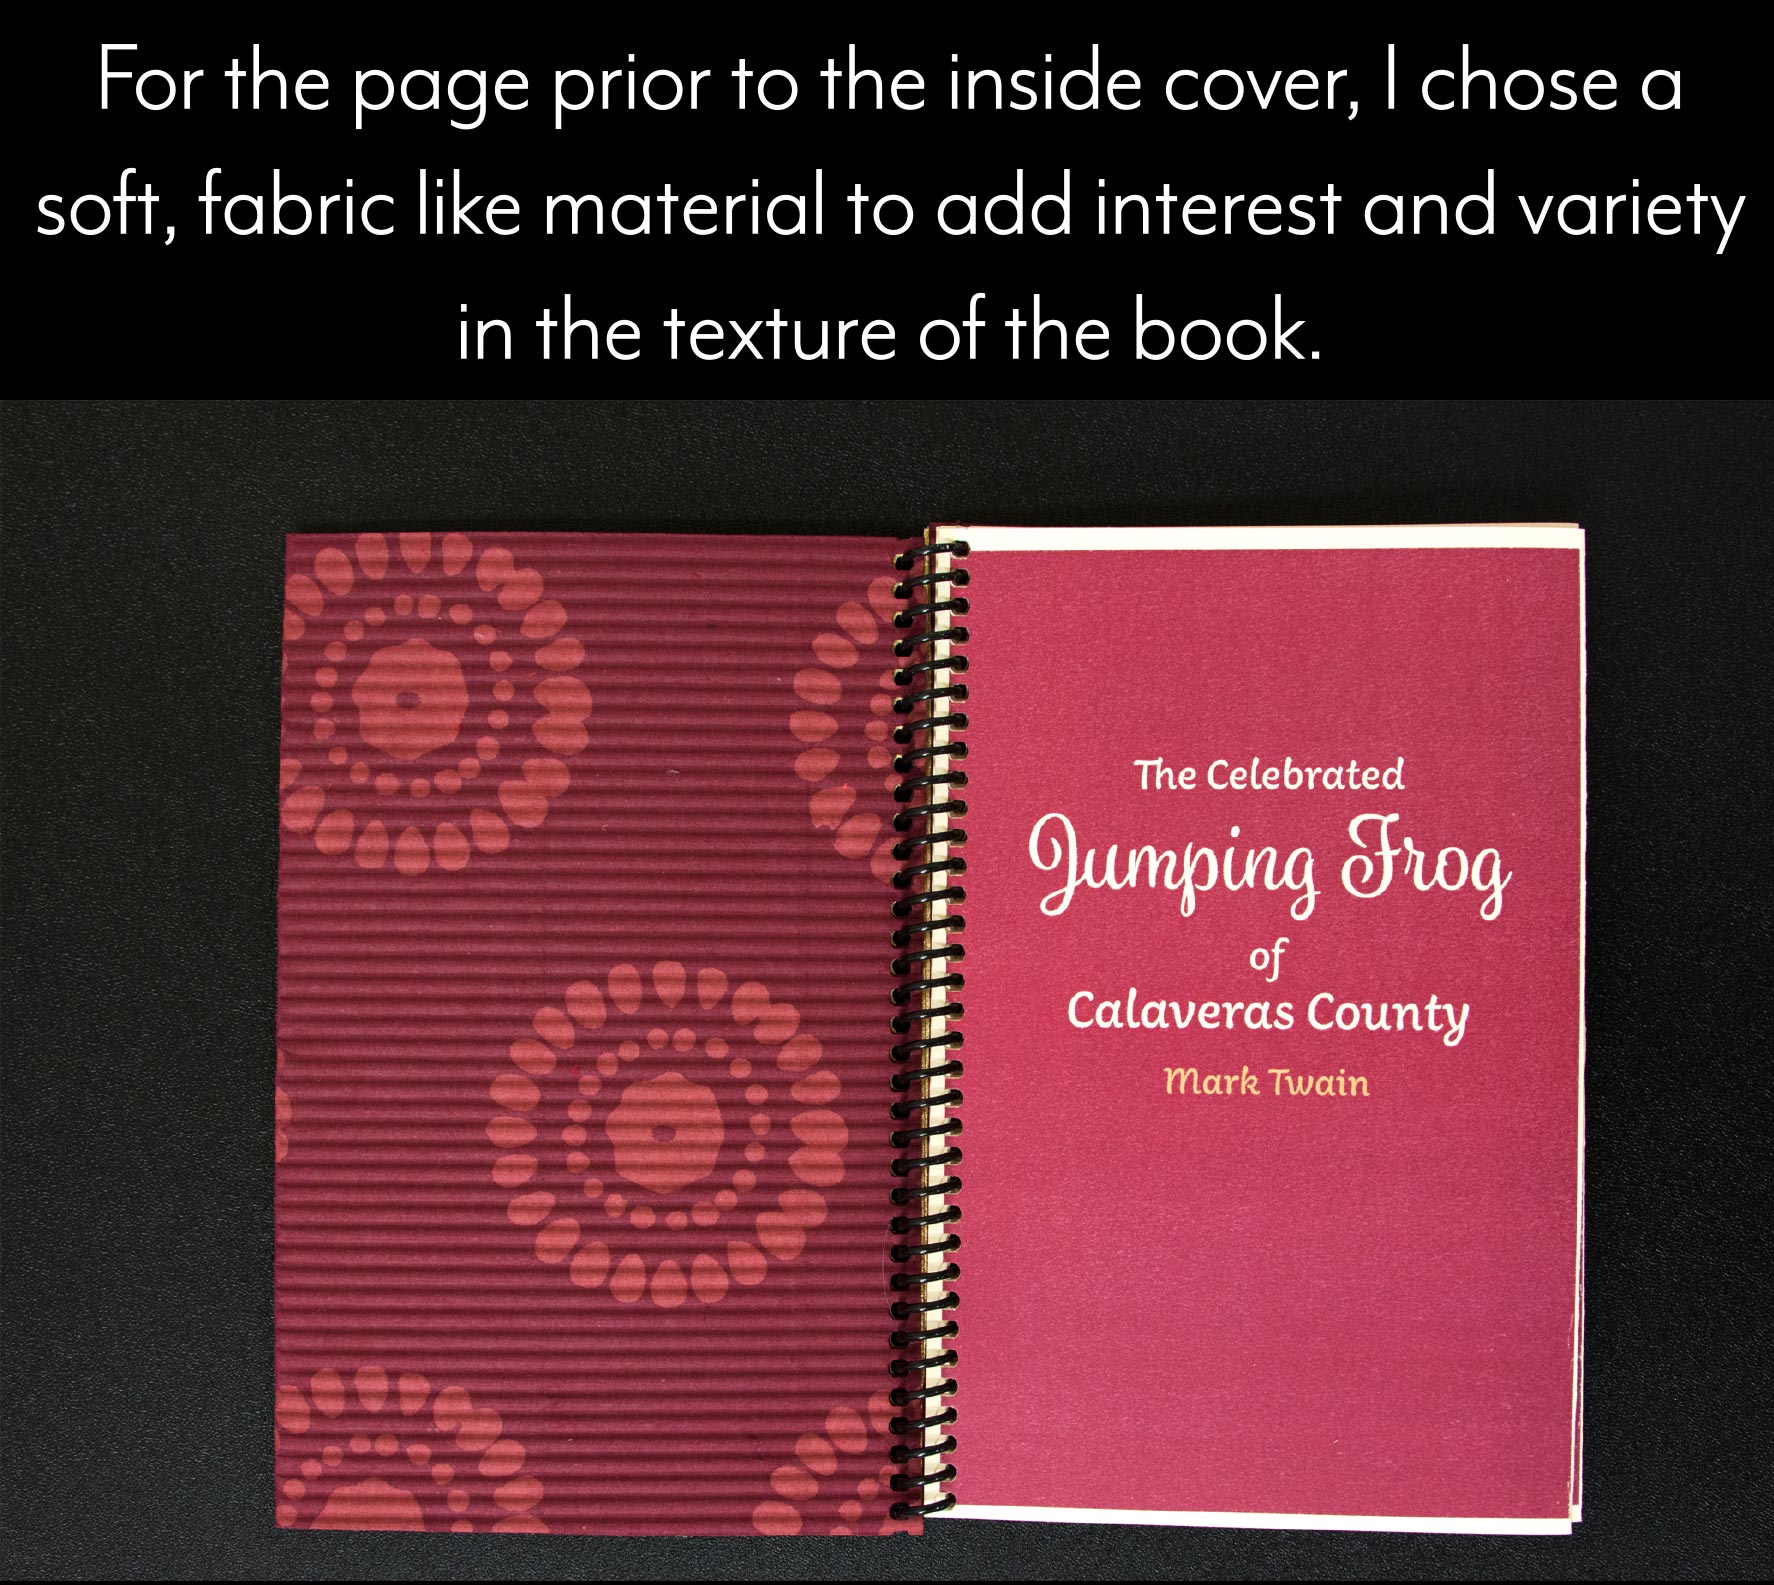 For the page prior to the inside cover, I chose a
soft, fabric like material to add interest and variety
in the texture of the book.
The Celebrated
Jumping Frog
of
Calaveras County
Mark Twain